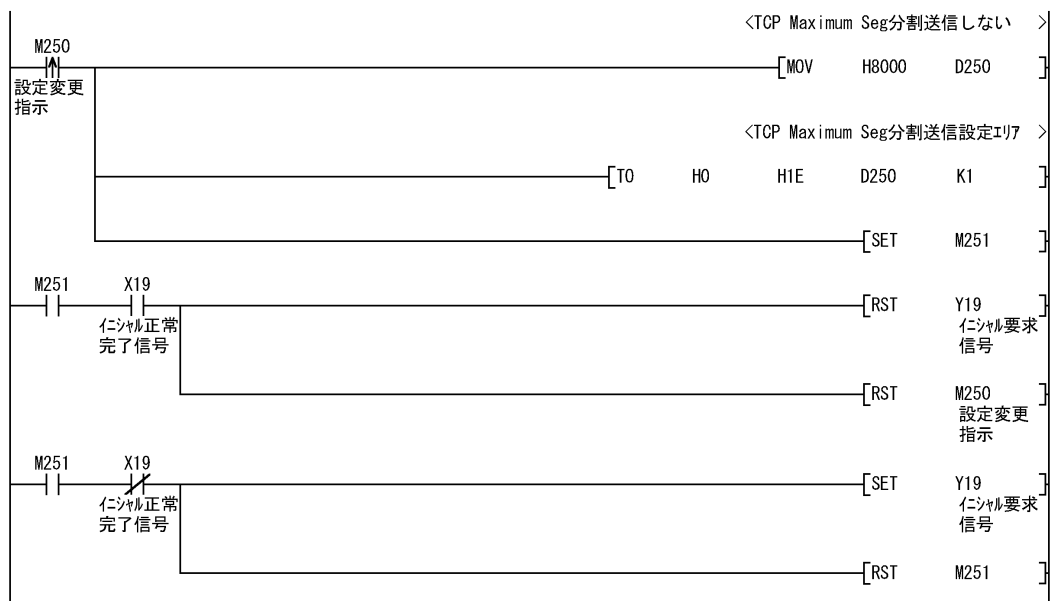 <TCP Maximum Seg分割送信しない >
M250
設定変更
指示
MOV H8000 D250
<TCP Maximum Seg分割送信設定ｴﾘｱ >
TO H0 H1E D250 K1
SET M251
M251 X19
ｲﾆｼｬﾙ正常
完了信号
RST Y19
ｲﾆｼｬﾙ要求
信号
RST M250
設定変更
指示
M251 X19
ｲﾆｼｬﾙ正常
完了信号
SET Y19
ｲﾆｼｬﾙ要求
信号
RST M251